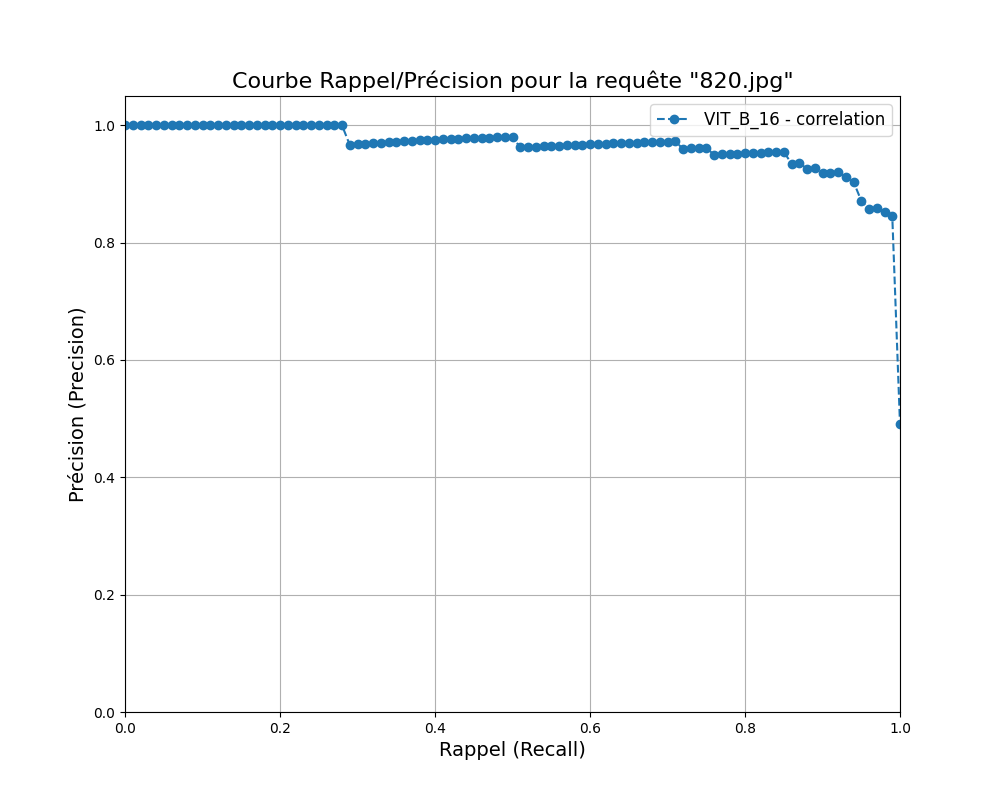 Courbe Rappel/Précision pour la requête "820.jpg"
VIT_B_16 - correlation
1.0
0.8
0.6
0.4
0.2
0.0
Précision (Precision)
0.0 0.2 0.4 0.6 0.8 1.0
Rappel (Recall)